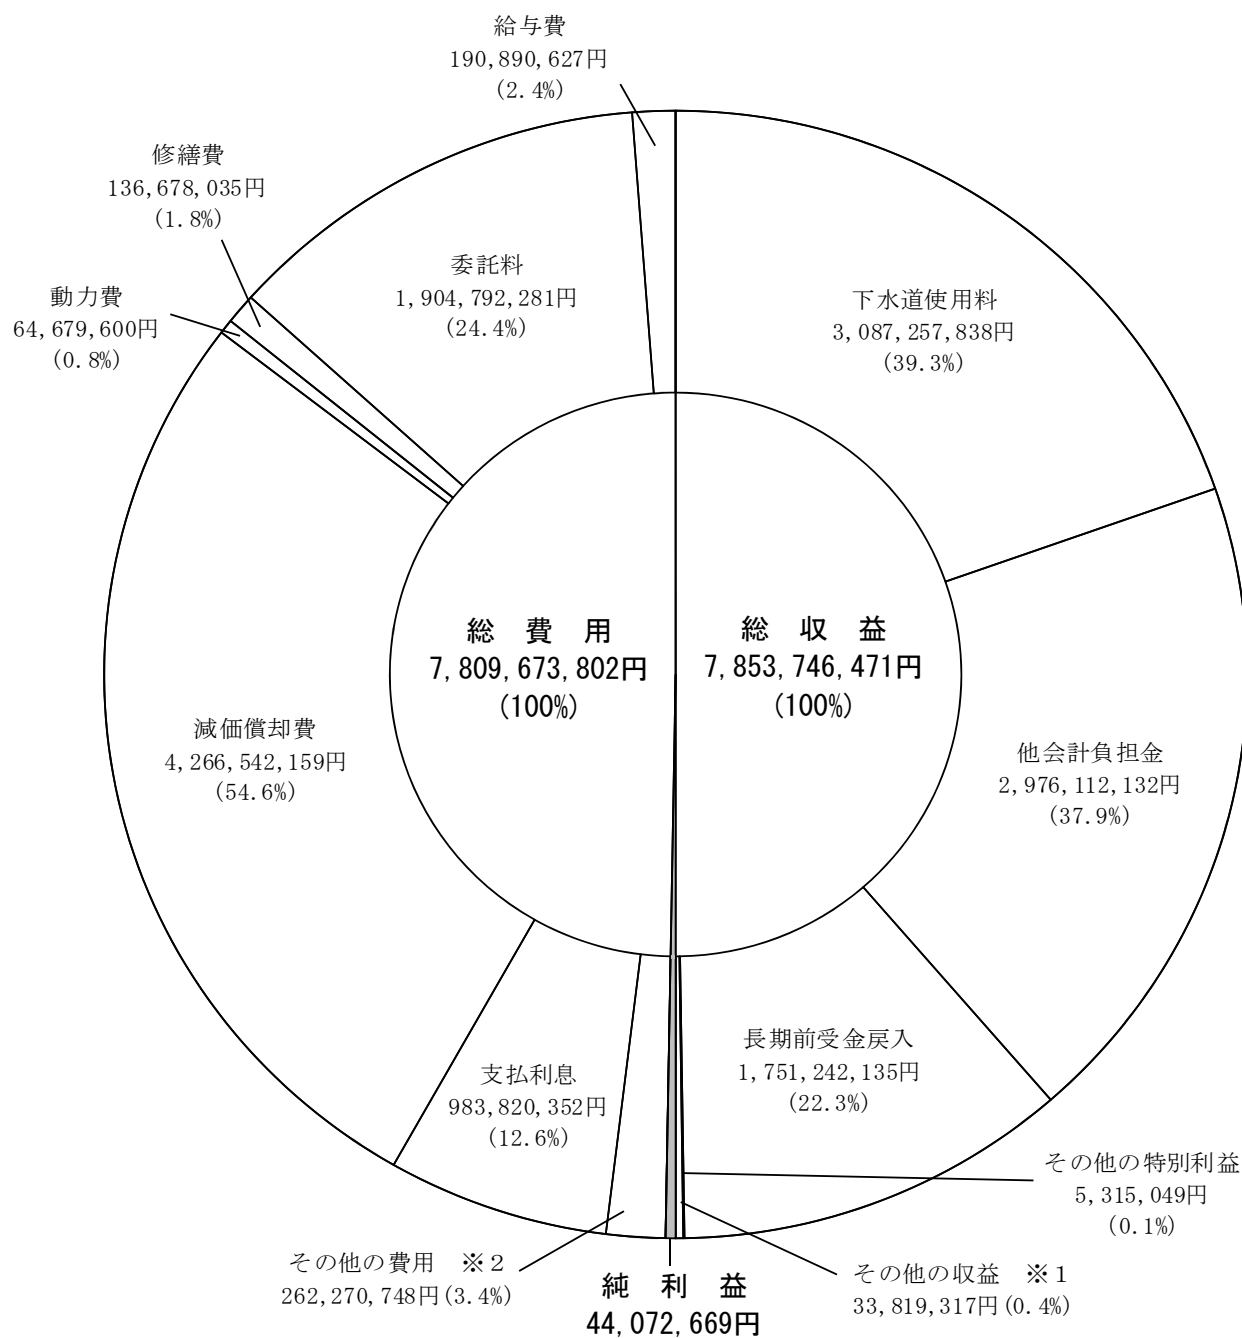 給与費
190,890,627円
(2.4%)
修繕費
136,678,035円
(1.8%)
動力費
64,679,600円
(0.8%)
委託料
1,904,792,281円
(24.4%)
下水道使用料
3,087,257,838円
(39.3%)
総 費 用
7,809,673,802円
(100%)
総 収 益
7,853,746,471円
(100%)
減価償却費
4,266,542,159円
(54.6%)
他会計負担金
2,976,112,132円
(37.9%)
支払利息
983,820,352円
(12.6%)
長期前受金戻入
1,751,242,135円
(22.3%)
その他の特別利益
5,315,049円
(0.1%)
その他の費用 ※2
262,270,748円(3.4%)
純 利 益
44,072,669円
その他の収益 ※1
33,819,317円(0.4%)